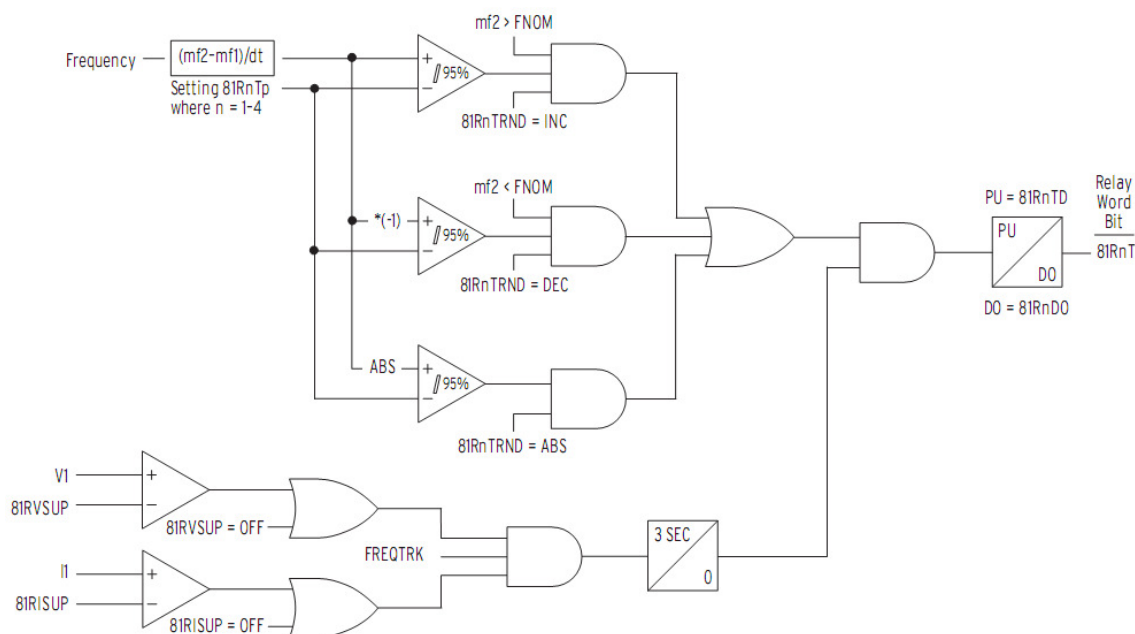 mf2 > FNOM
Frequency
(mf2-mf1)/dt
+
95%
−
Setting 81RnTp
where n = 1-4
81RnTRND = INC
mf2 < FNOM
*(-1)
+
95%
−
81RnTRND = DEC
PU = 81RnTD
PU
DO
DO = 81RnDO
Relay
Word
Bit
81RnT
ABS
+
95%
−
81RnTRND = ABS
V1
+
81RVSUP
−
81RVSUP = OFF
FREQTRK
3 SEC
0
I1
+
81RISUP
−
81RISUP = OFF